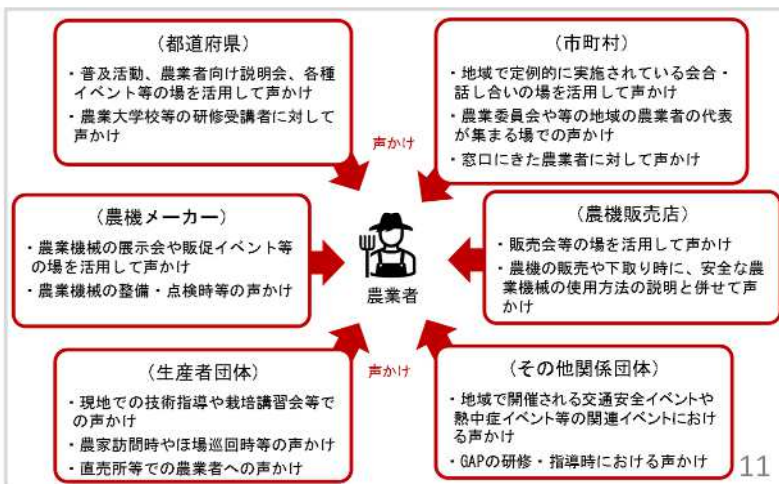 （都道府県）
・普及活動、農業者向け説明会、各種
イベント等の場を活用して声かけ
・農業大学校等の研修受講者に対して
声かけ
（市町村）
・地域で定例的に実施されている会合・
話し合いの場を活用して声かけ
・農業委員会や等の地域の農業者の代表
が集まる場での声かけ
・窓口にきた農業者に対して声かけ
声かけ
（農機メーカー）
・農業機械の展示会や販促イベント等
の場を活用して声かけ
・農業機械の整備・点検時等の声かけ
農業者
（農機販売店）
・販売会等の場を活用して声かけ
・農機の販売や下取り時に、安全な農
業機械の使用方法の説明と併せて声
かけ
声かけ
（生産者団体）
・現地での技術指導や栽培講習会等で
の声かけ
・農家訪問時やほ場巡回時等の声かけ
・直売所等での農業者への声かけ
（その他関係団体）
・地域で開催される交通安全イベントや
熱中症イベント等の関連イベントにおけ
る声かけ
・GAPの研修・指導時における声かけ
11